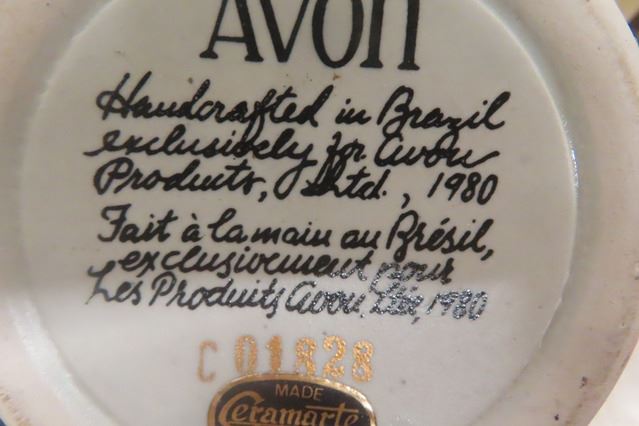 AVON
Handcrafted in Brazil
exclusively for Avon
Products, Ltd., 1980
Fait à la main au Brésil,
exclusivement pour
Les Produits Avon, Ltée, 1980
C 01828
MADE
Ceramarte